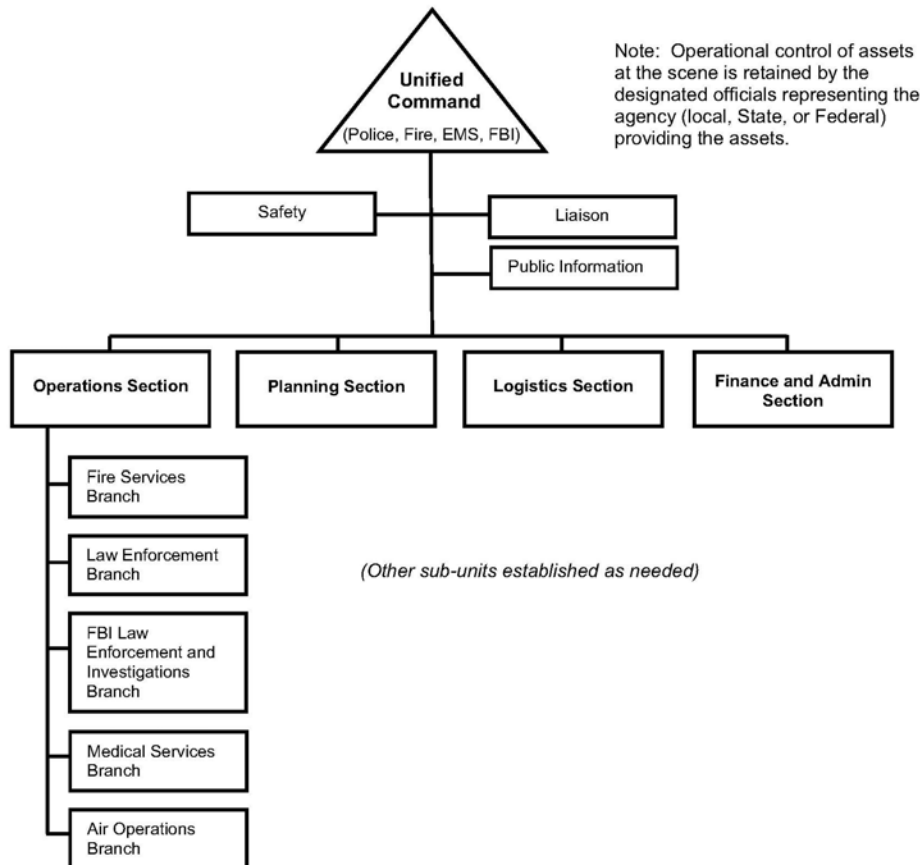 Unified
Command
(Police, Fire, EMS, FBI)
Note: Operational control of assets
at the scene is retained by the
designated officials representing the
agency (local, State, or Federal)
providing the assets.
Safety
Liaison
Public Information
Operations Section
Planning Section
Logistics Section
Finance and Admin
Section
Fire Services
Branch
Law Enforcement
Branch
(Other sub-units established as needed)
FBI Law
Enforcement and
Investigations
Branch
Medical Services
Branch
Air Operations
Branch